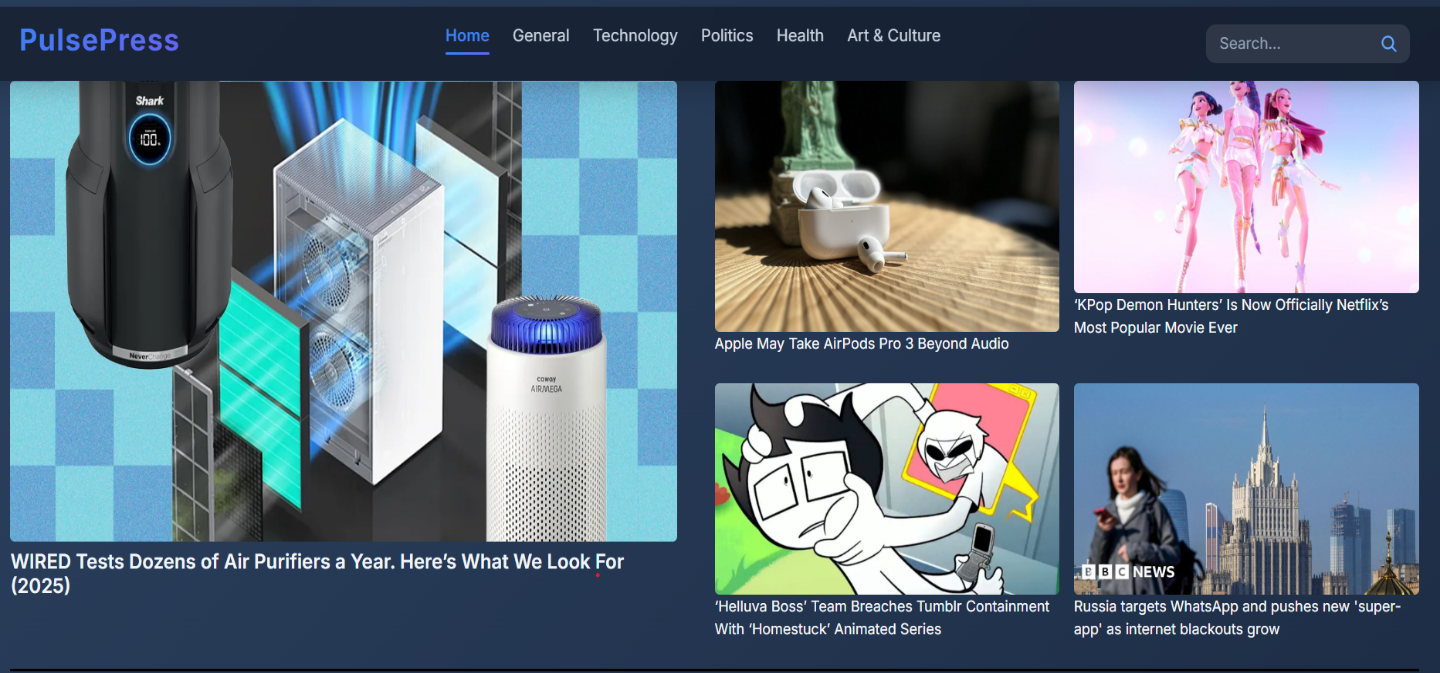 PulsePress
Home General Technology Politics Health Art & Culture
Search...
Shark
100%
NeverChange
COWAY
AIRMEGA
WIRED Tests Dozens of Air Purifiers a Year. Here’s What We Look For
(2025)
Apple May Take AirPods Pro 3 Beyond Audio
‘KPop Demon Hunters’ Is Now Officially Netflix’s
Most Popular Movie Ever
‘Helluva Boss’ Team Breaches Tumblr Containment
With ‘Homestuck’ Animated Series
BBC NEWS
Russia targets WhatsApp and pushes new 'super-
app' as internet blackouts grow